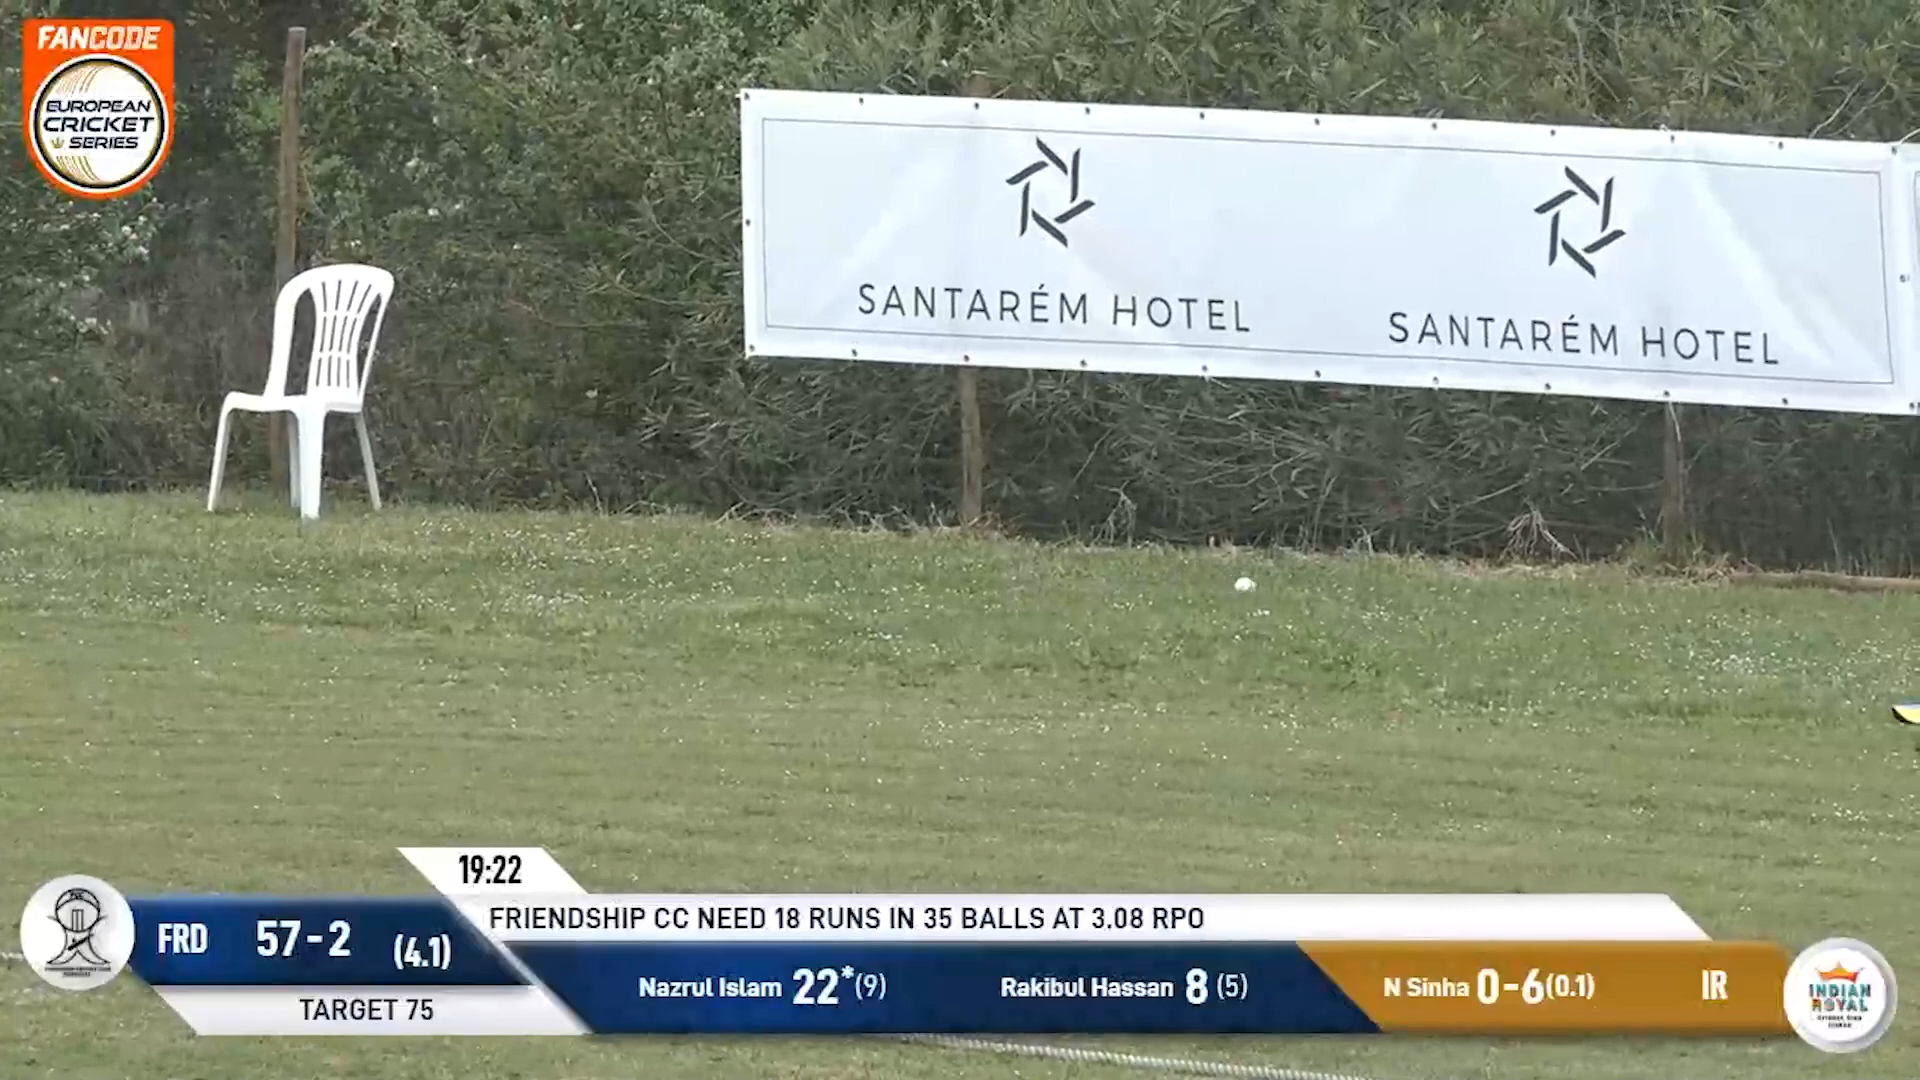 FANCODE
EUROPEAN
CRICKET
SERIES
SANTARÉM HOTEL
SANTARÉM HOTEL
19:22
FRIENDSHIP CC NEED 18 RUNS IN 35 BALLS AT 3.08 RPO
FRD 57-2 (4.1)
Nazrul Islam 22*(9) Rakibul Hassan 8 (5) N Sinha 0-6(0.1) IR
TARGET 75
INDIAN
ROYAL